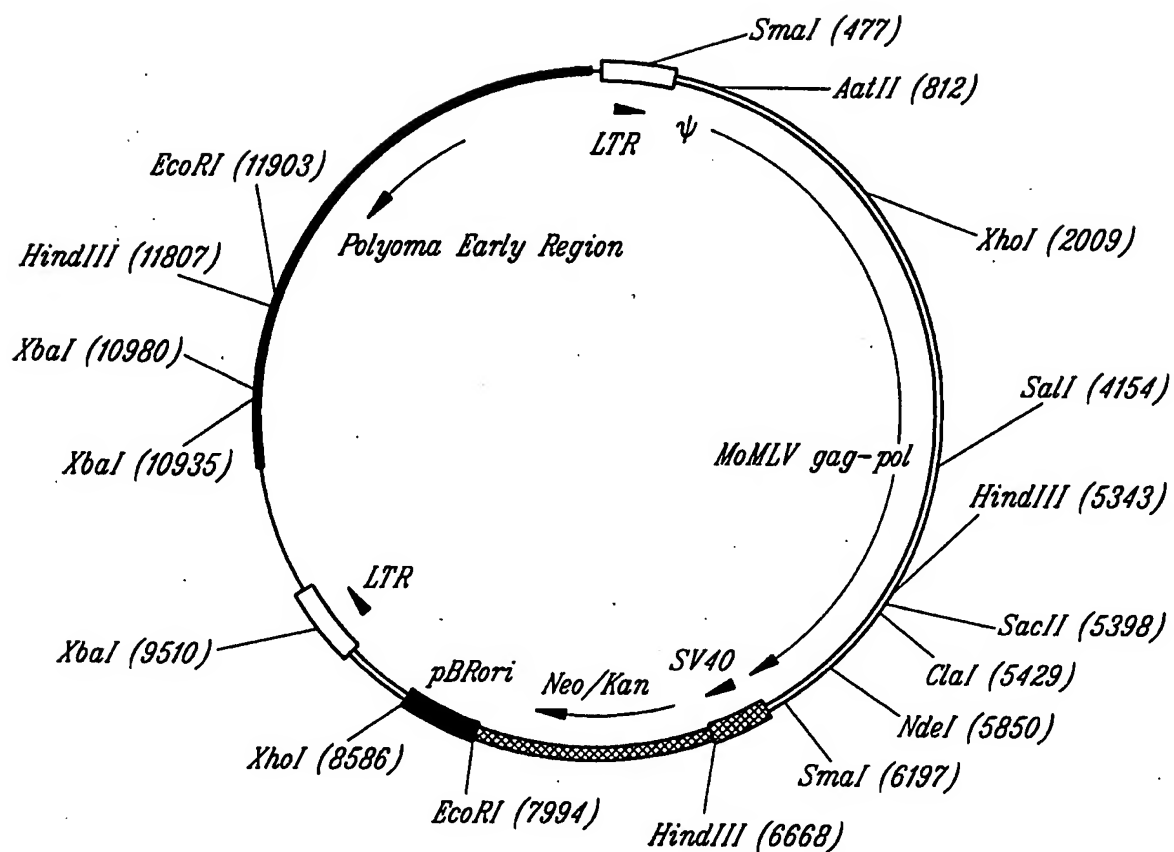 SmaI (477)
AatII (812)
LTR
ψ
EcoRI (11903)
Polyoma Early Region
XhoI (2009)
HindIII (11807)
XbaI (10980)
SalI (4154)
XbaI (10935)
MoMLV gag-pol
HindIII (5343)
LTR
SacII (5398)
XbaI (9510)
SV40
pBRori
Neo/Kan
ClaI (5429)
NdeI (5850)
XhoI (8586)
SmaI (6197)
EcoRI (7994)
HindIII (6668)